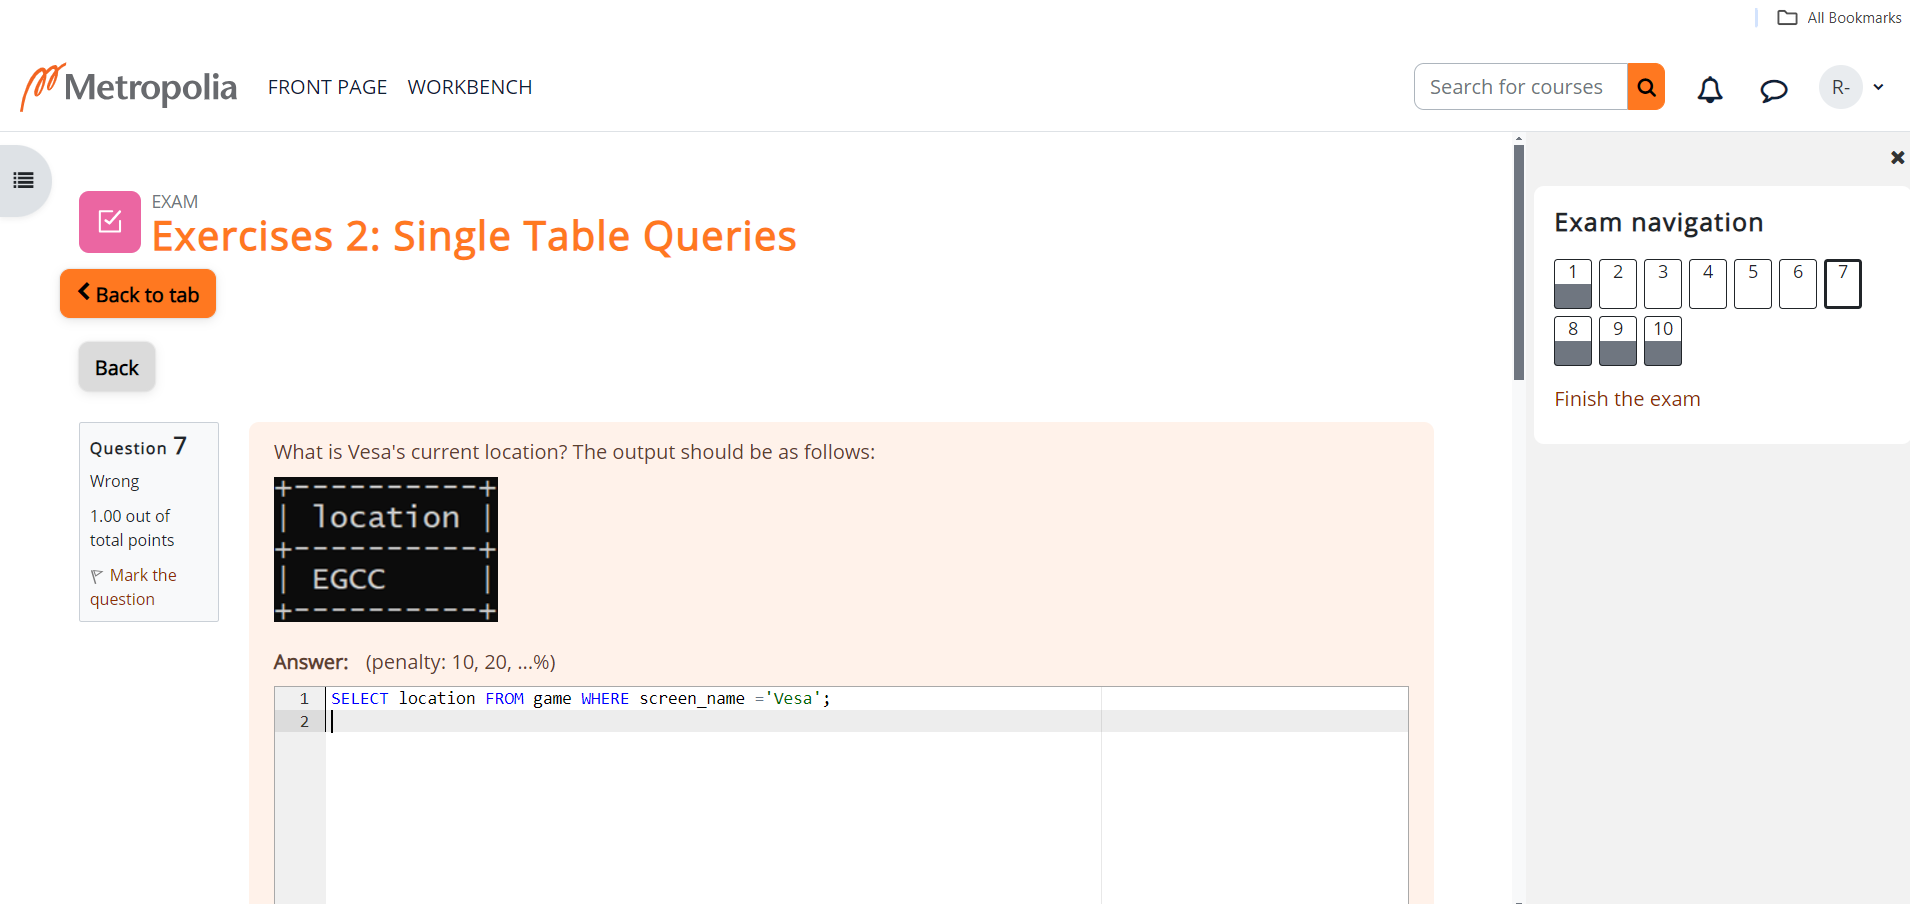 All Bookmarks
Metropolia FRONT PAGE WORKBENCH Search for courses R-
EXAM
Exercises 2: Single Table Queries
Back to tab
Back
Question 7
Wrong
1.00 out of
total points
Mark the
question
What is Vesa's current location? The output should be as follows:
+----------+
| location |
+----------+
| EGCC |
+----------+
Answer: (penalty: 10, 20, ...%)
1 SELECT location FROM game WHERE screen_name ='Vesa';
2
Exam navigation
1 2 3 4 5 6 7
8 9 10
Finish the exam